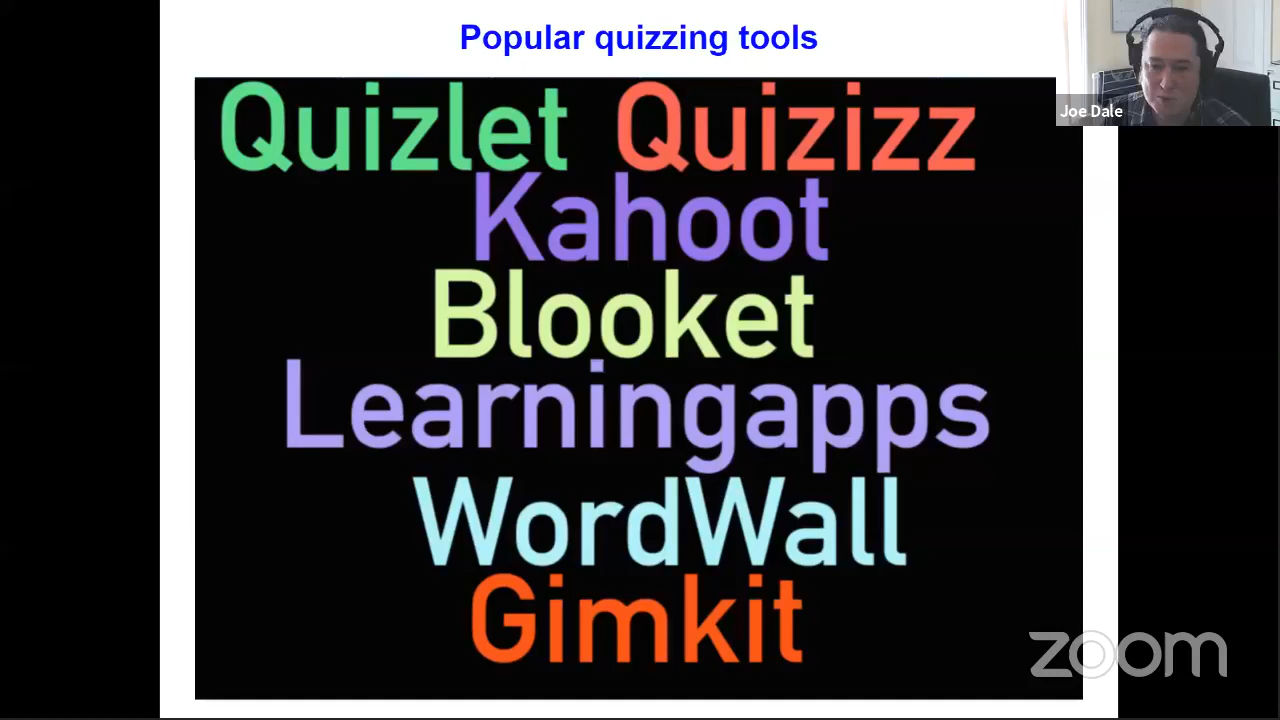 Popular quizzing tools
Joe Dale
Quizlet Quizizz
Kahoot
Blooket
Learningapps
WordWall
Gimkit
zoom